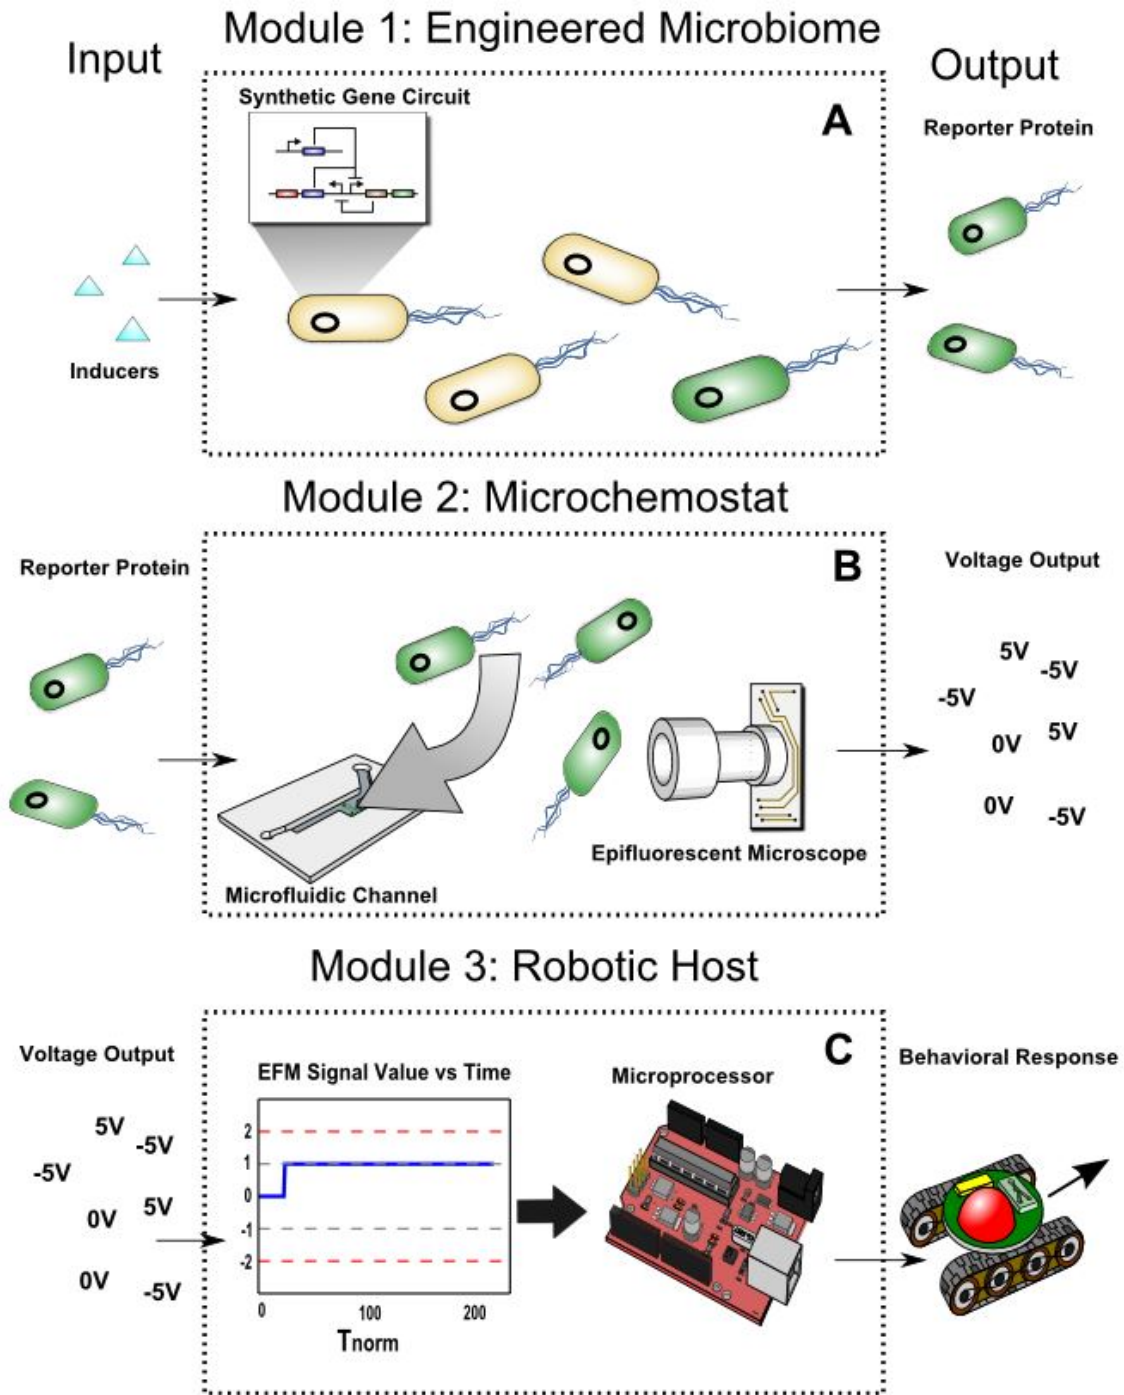 Module 1: Engineered Microbiome
Input
Output
Synthetic Gene Circuit
A
Reporter Protein
Inducers
Module 2: Microchemostat
Reporter Protein
B
Voltage Output
5V
-5V
-5V
0V
5V
0V
-5V
Epifluorescent Microscope
Microfluidic Channel
Module 3: Robotic Host
Voltage Output
C
Behavioral Response
EFM Signal Value vs Time
Microprocessor
5V
-5V
-5V
0V
5V
0V
-5V
2
1
0
-1
-2
0
100
200
Tnorm